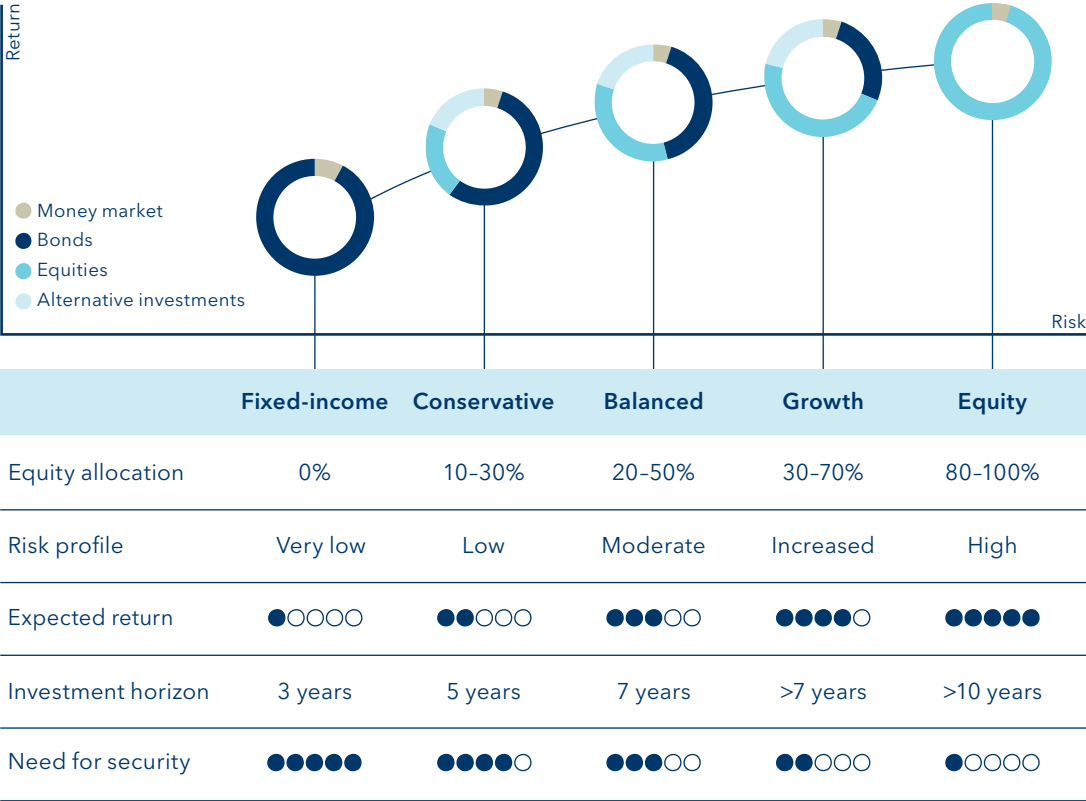 Return
Money market
Bonds
Equities
Alternative investments
Risk
Fixed-income Conservative Balanced Growth Equity
Equity allocation 0% 10–30% 20–50% 30–70% 80–100%
Risk profile Very low Low Moderate Increased High
Expected return
Investment horizon 3 years 5 years 7 years >7 years >10 years
Need for security